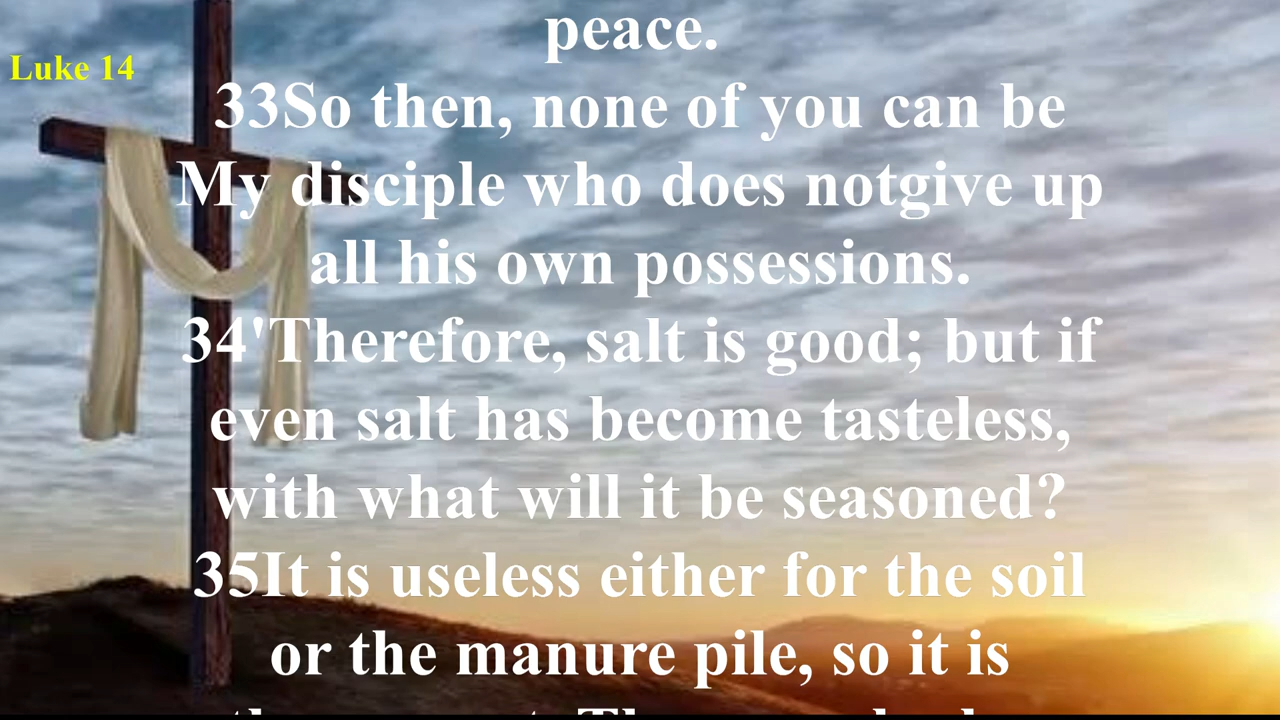 peace.
Luke 14
33So then, none of you can be
My disciple who does notgive up
all his own possessions.
34'Therefore, salt is good; but if
even salt has become tasteless,
with what will it be seasoned?
35It is useless either for the soil
or the manure pile, so it is